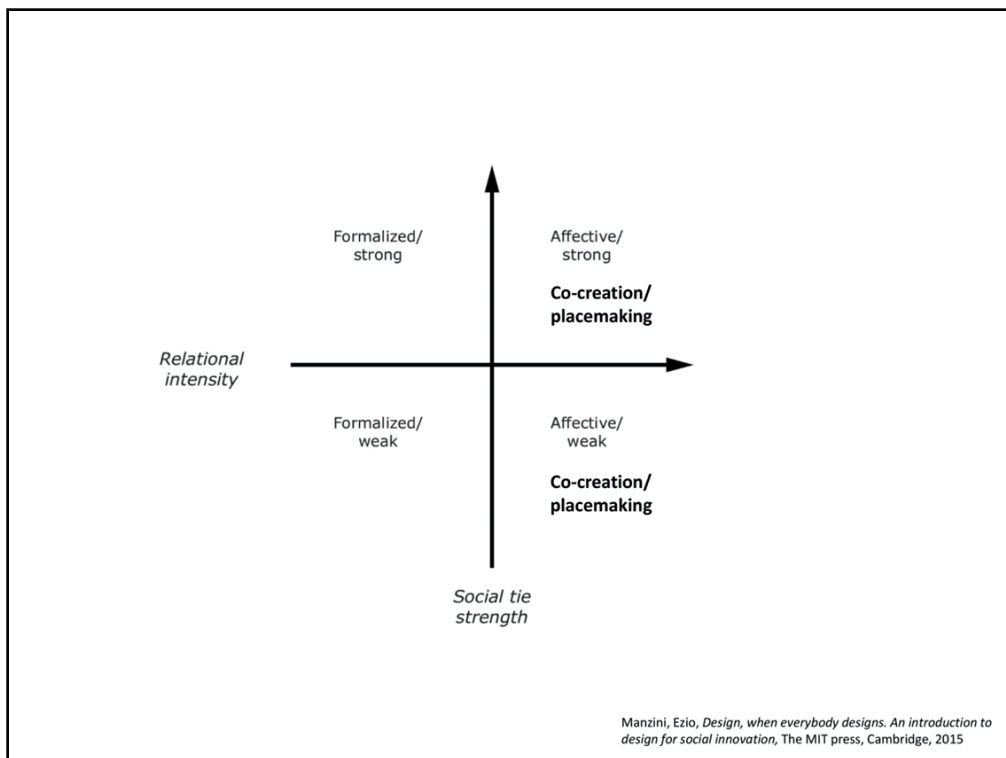 Formalized/
strong
Affective/
strong
Co-creation/
placemaking
Relational
intensity
Formalized/
weak
Affective/
weak
Co-creation/
placemaking
Social tie
strength
Manzini, Ezio, Design, when everybody designs. An introduction to
design for social innovation, The MIT press, Cambridge, 2015